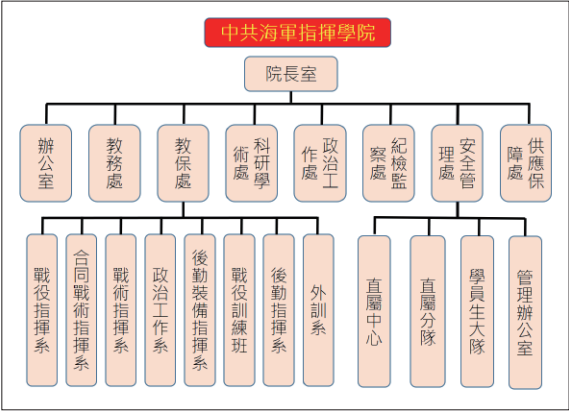 中共海軍指揮學院
院長室
辦公室
教務處
教保處
科研學術處
政治工作處
紀檢監察處
安全管理處
供應保障處
戰役指揮系
合同戰術指揮系
戰術指揮系
政治工作系
後勤裝備指揮系
戰役訓練班
後勤指揮系
外訓系
直屬中心
直屬分隊
學員生大隊
管理辦公室